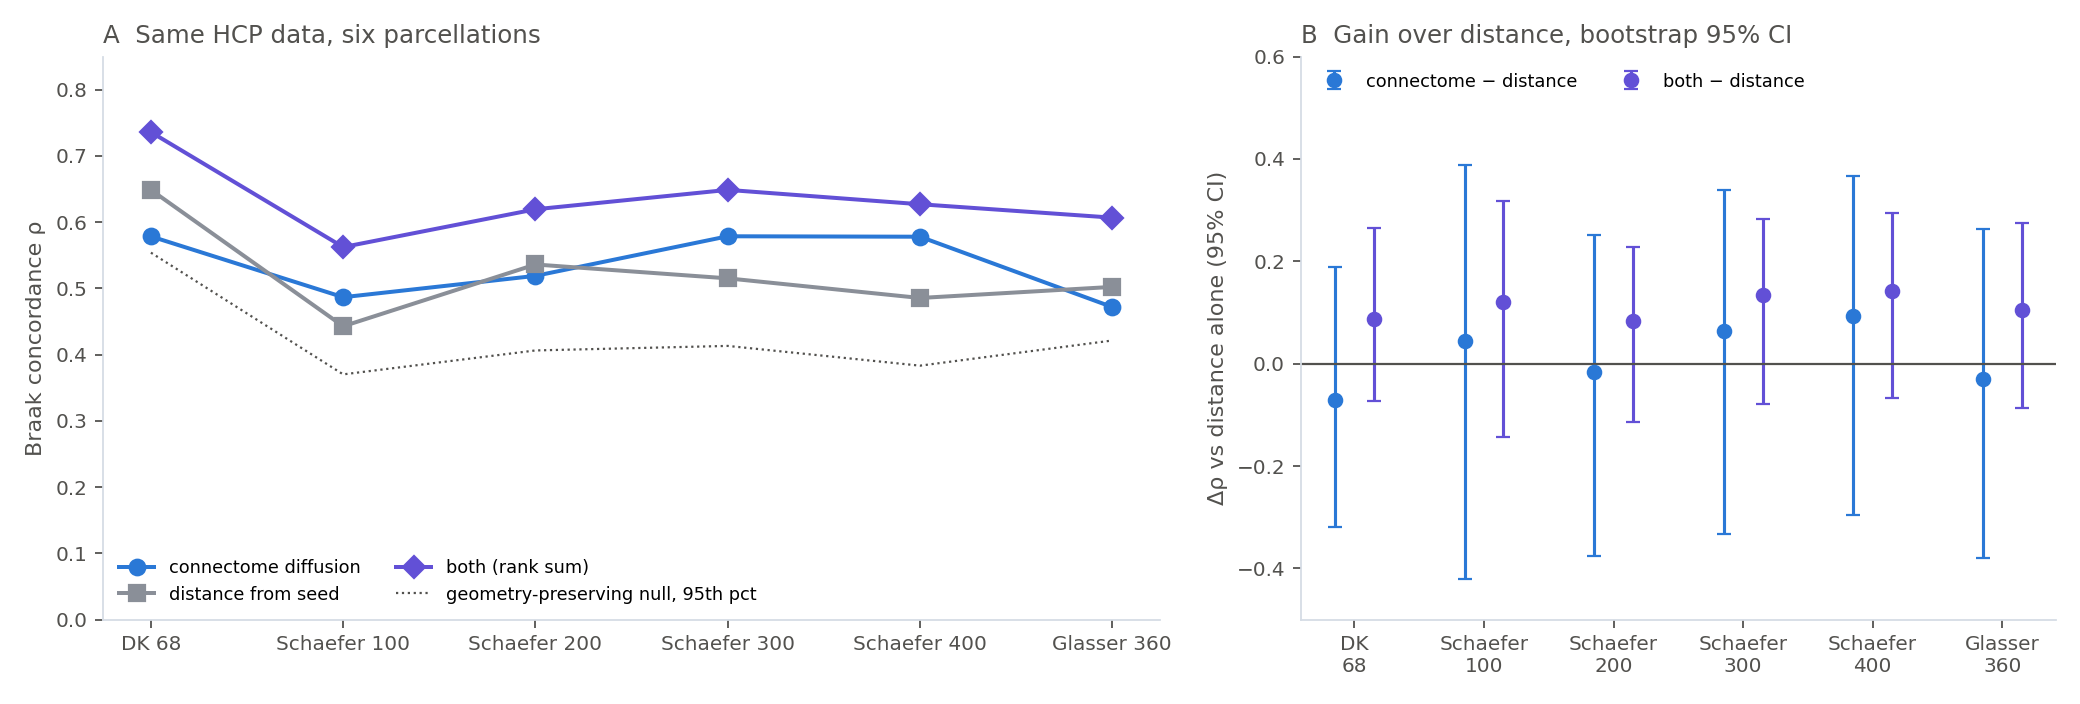 A  Same HCP data, six parcellations
Braak concordance ρ
0.8
0.7
0.6
0.5
0.4
0.3
0.2
0.1
0.0
connectome diffusion
distance from seed
both (rank sum)
geometry-preserving null, 95th pct
DK 68
Schaefer 100
Schaefer 200
Schaefer 300
Schaefer 400
Glasser 360
B  Gain over distance, bootstrap 95% CI
Δρ vs distance alone (95% CI)
0.6
0.4
0.2
0.0
−0.2
−0.4
connectome − distance
both − distance
DK
68
Schaefer
100
Schaefer
200
Schaefer
300
Schaefer
400
Glasser
360